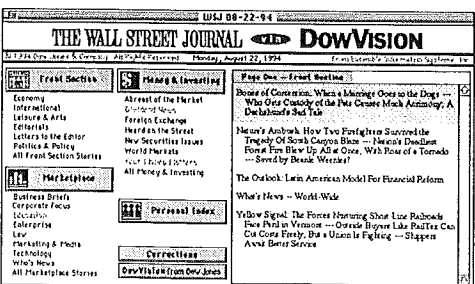 WSJ 08-22-94
THE WALL STREET JOURNAL DOWVISION
Monday, August 22, 1994
Front Section
Economy
International
Leisure & Arts
Editorials
Letters to the Editor
Politics & Policy
All Front Section Stories
Marketplace
Business Briefs
Corporate Focus
Education
Enterprise
Law
Marketing & Media
Technology
Who's News
All Marketplace Stories
Money & Investing
Abreast of the Market
Dividend News
Foreign Exchange
Heard on the Street
New Securities Issues
World Markets
Your Money Matters
All Money & Investing
Personal Index
Corrections
DowVision from Dow Jones
Page One -- Front Section
Bones of Contention: When a Marriage Goes to the Dogs ---
Who Gets Custody of the Pets Causes Much Acrimony; A
Dachshund's Sad Tale
Nature's Ambush: How Two Firefighters Survived the
Tragedy Of South Canyon Blaze --- Nation's Deadliest
Forest Fire Blew Up All at Once, With Roar of a Tornado
--- Saved by Beanie Weenies?
The Outlook: Latin American Model For Financial Reform
What's News -- World-Wide
Yellow Signal: The Forces Nurturing Short Line Railroads
Face Peril in Vermont --- Outside Buyers Like RailTex Can
Cut Costs Freely, But a Union Is Fighting --- Shippers
Await Better Service